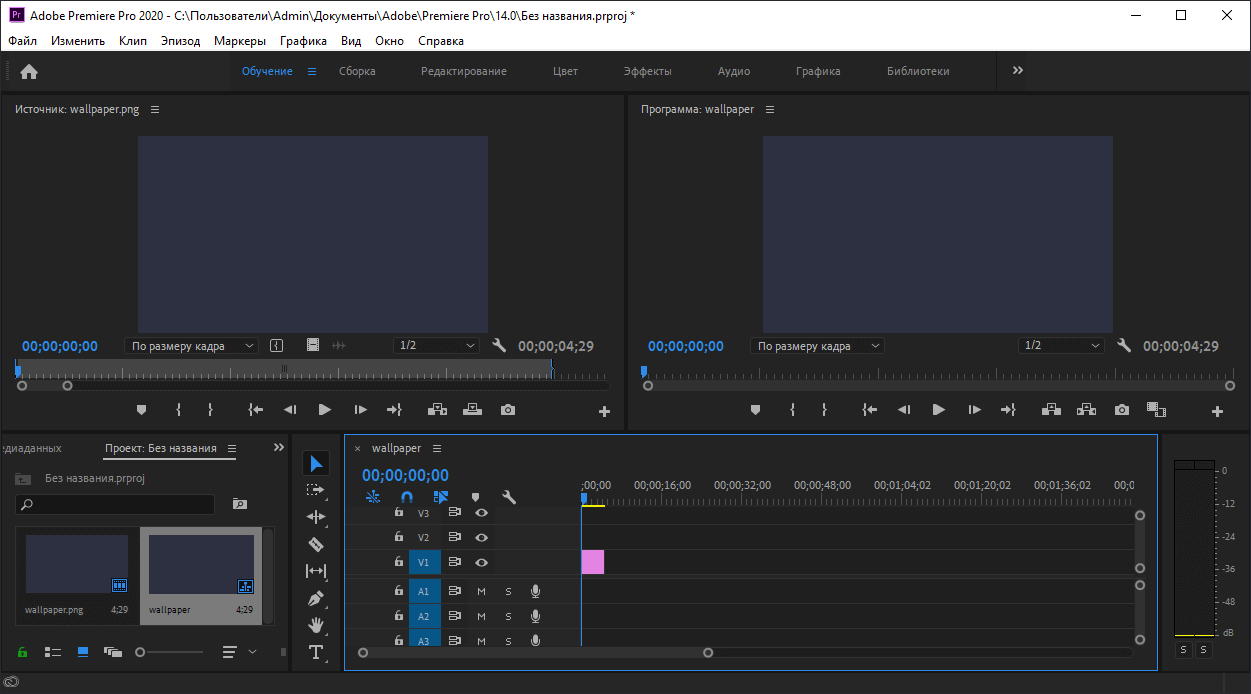 Pr Adobe Premiere Pro 2020 - C:\Пользователи\Admin\Документы\Adobe\Premiere Pro\14.0\Без названия.prproj *
Файл Изменить Клип Эпизод Маркеры Графика Вид Окно Справка
Обучение Сборка Редактирование Цвет Эффекты Аудио Графика Библиотеки
Источник: wallpaper.png
Программа: wallpaper
00;00;00;00 По размеру кадра 1/2 00;00;04;29
00;00;00;00 По размеру кадра 1/2 00;00;04;29
едиаданных Проект: Без названия
Без названия.prproj
wallpaper.png 4;29
wallpaper 4;29
T
× wallpaper
00;00;00;00
;00;00 00;00;16;00 00;00;32;00 00;00;48;00 00;01;04;02 00;01;20;02 00;01;36;02 00;0
V3
V2
V1
A1 M S
A2 M S
A3 M S
0
-12
-24
-36
-48
dB
S S